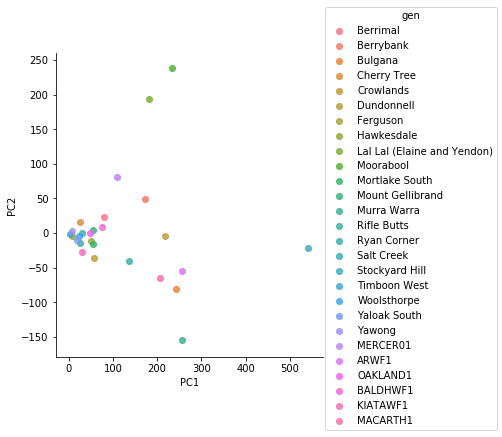 gen
Berrimal
Berrybank
Bulgana
Cherry Tree
Crowlands
Dundonnell
Ferguson
Hawkesdale
Lal Lal (Elaine and Yendon)
Moorabool
Mortlake South
Mount Gellibrand
Murra Warra
Rifle Butts
Ryan Corner
Salt Creek
Stockyard Hill
Timboon West
Woolsthorpe
Yaloak South
Yawong
MERCER01
ARWF1
OAKLAND1
BALDHWF1
KIATAWF1
MACARTH1
250
200
150
100
50
0
−50
−100
−150
PC2
0 100 200 300 400 500
PC1